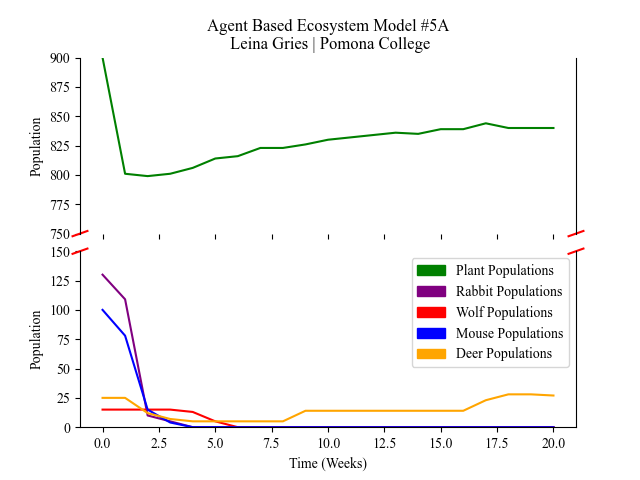 Agent Based Ecosystem Model #5A
Leina Gries | Pomona College
900
875
850
825
800
775
750
Population
150
125
100
75
50
25
0
Population
Plant Populations
Rabbit Populations
Wolf Populations
Mouse Populations
Deer Populations
0.0 2.5 5.0 7.5 10.0 12.5 15.0 17.5 20.0
Time (Weeks)